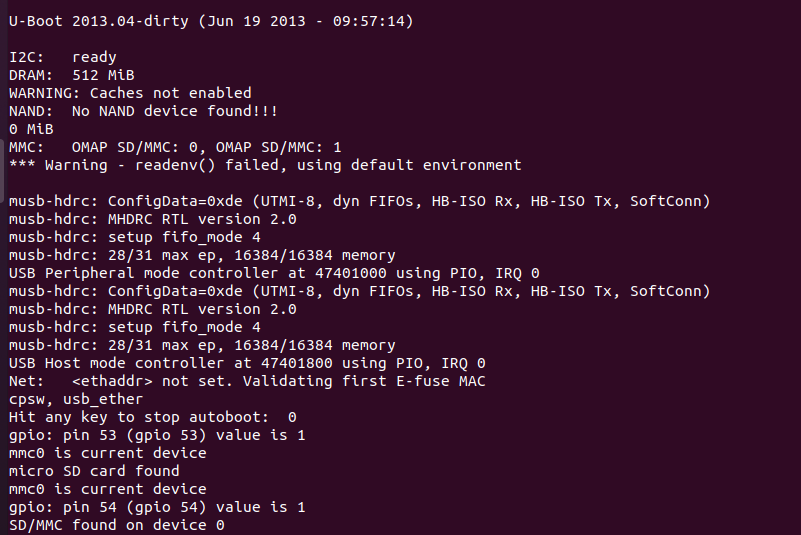 U-Boot 2013.04-dirty (Jun 19 2013 - 09:57:14)
I2C:   ready
DRAM:  512 MiB
WARNING: Caches not enabled
NAND:  No NAND device found!!!
0 MiB
MMC:   OMAP SD/MMC: 0, OMAP SD/MMC: 1
*** Warning - readenv() failed, using default environment
musb-hdrc: ConfigData=0xde (UTMI-8, dyn FIFOs, HB-ISO Rx, HB-ISO Tx, SoftConn)
musb-hdrc: MHDRC RTL version 2.0
musb-hdrc: setup fifo_mode 4
musb-hdrc: 28/31 max ep, 16384/16384 memory
USB Peripheral mode controller at 47401000 using PIO, IRQ 0
musb-hdrc: ConfigData=0xde (UTMI-8, dyn FIFOs, HB-ISO Rx, HB-ISO Tx, SoftConn)
musb-hdrc: MHDRC RTL version 2.0
musb-hdrc: setup fifo_mode 4
musb-hdrc: 28/31 max ep, 16384/16384 memory
USB Host mode controller at 47401800 using PIO, IRQ 0
Net:   <ethaddr> not set. Validating first E-fuse MAC
cpsw, usb_ether
Hit any key to stop autoboot:  0
gpio: pin 53 (gpio 53) value is 1
mmc0 is current device
micro SD card found
mmc0 is current device
gpio: pin 54 (gpio 54) value is 1
SD/MMC found on device 0